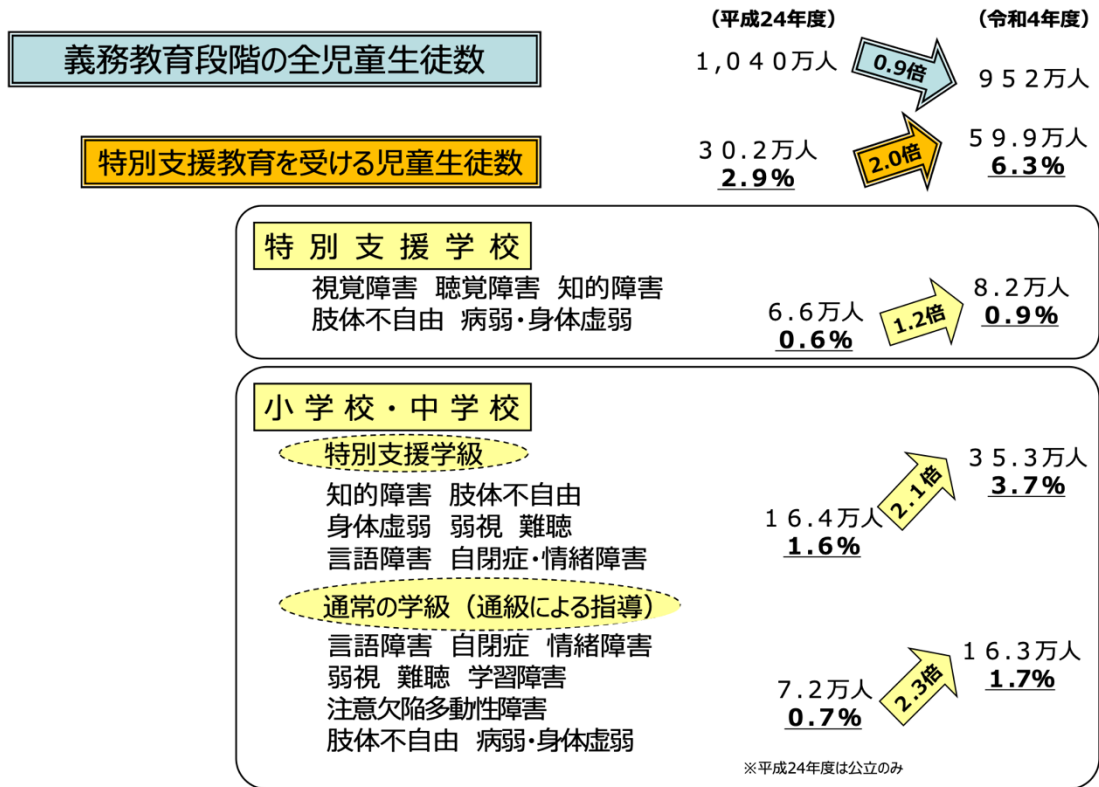 （平成24年度） （令和4年度）
義務教育段階の全児童生徒数 1,040万人 0.9倍 952万人
特別支援教育を受ける児童生徒数 30.2万人 2.0倍 59.9万人
2.9% 6.3%
特別支援学校
視覚障害 聴覚障害 知的障害 8.2万人
肢体不自由 病弱・身体虚弱 6.6万人 1.2倍 0.9%
0.6%
小学校・中学校
特別支援学級 35.3万人
知的障害 肢体不自由 2.1倍 3.7%
身体虚弱 弱視 難聴 16.4万人
言語障害 自閉症・情緒障害 1.6%
通常の学級（通級による指導）
言語障害 自閉症 情緒障害 16.3万人
弱視 難聴 学習障害 7.2万人 2.3倍 1.7%
注意欠陥多動性障害 0.7%
肢体不自由 病弱・身体虚弱
※平成24年度は公立のみ